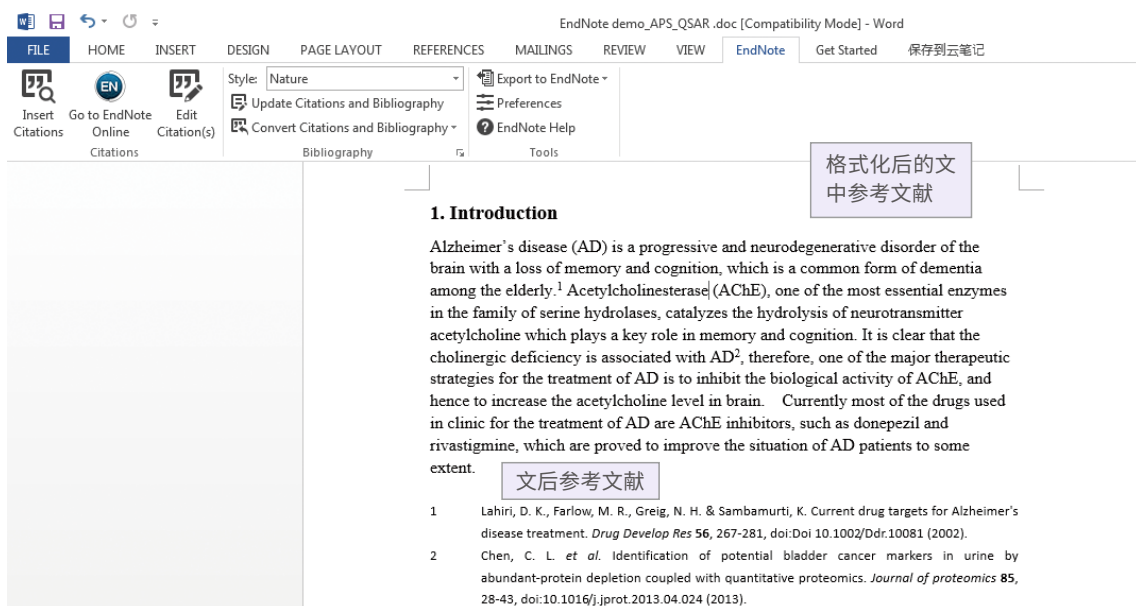 EndNote demo_APS_QSAR .doc [Compatibility Mode] - Word
FILE HOME INSERT DESIGN PAGE LAYOUT REFERENCES MAILINGS REVIEW VIEW EndNote Get Started 保存到云笔记
Style: Nature
Export to EndNote
Insert Citations
Go to EndNote Online
Edit Citation(s)
Update Citations and Bibliography
Preferences
Convert Citations and Bibliography
EndNote Help
Citations Bibliography Tools
格式化后的文
中参考文献
1. Introduction
Alzheimer's disease (AD) is a progressive and neurodegenerative disorder of the
brain with a loss of memory and cognition, which is a common form of dementia
among the elderly.1 Acetylcholinesterase (AChE), one of the most essential enzymes
in the family of serine hydrolases, catalyzes the hydrolysis of neurotransmitter
acetylcholine which plays a key role in memory and cognition. It is clear that the
cholinergic deficiency is associated with AD2, therefore, one of the major therapeutic
strategies for the treatment of AD is to inhibit the biological activity of AChE, and
hence to increase the acetylcholine level in brain. Currently most of the drugs used
in clinic for the treatment of AD are AChE inhibitors, such as donepezil and
rivastigmine, which are proved to improve the situation of AD patients to some
extent.
文后参考文献
1 Lahiri, D. K., Farlow, M. R., Greig, N. H. & Sambamurti, K. Current drug targets for Alzheimer's
disease treatment. Drug Develop Res 56, 267-281, doi:Doi 10.1002/Ddr.10081 (2002).
2 Chen, C. L. et al. Identification of potential bladder cancer markers in urine by
abundant-protein depletion coupled with quantitative proteomics. Journal of proteomics 85,
28-43, doi:10.1016/j.jprot.2013.04.024 (2013).